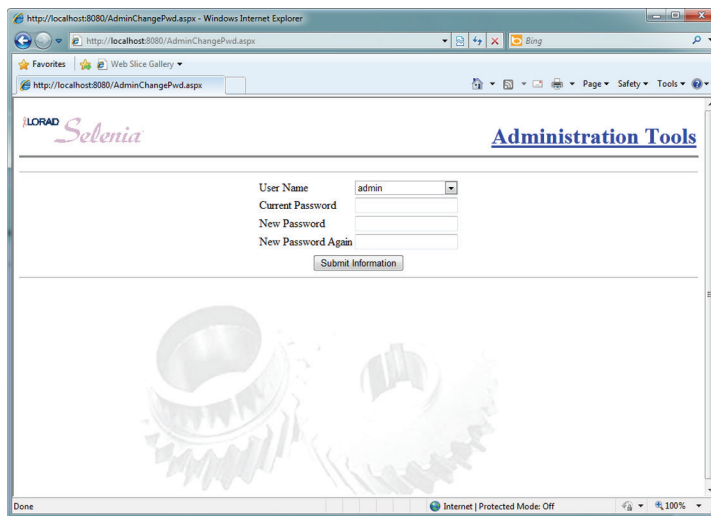 http://localhost:8080/AdminChangePwd.aspx - Windows Internet Explorer
http://localhost:8080/AdminChangePwd.aspx
Bing
Favorites
Web Slice Gallery
http://localhost:8080/AdminChangePwd.aspx
Page
Safety
Tools
LORAD
Selenia
Administration Tools
User Name
admin
Current Password
New Password
New Password Again
Submit Information
Done
Internet | Protected Mode: Off
100%